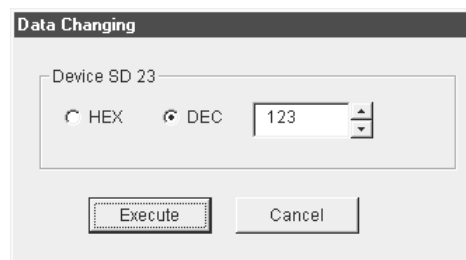 Data Changing
Device SD 23
HEX DEC 123
Execute Cancel